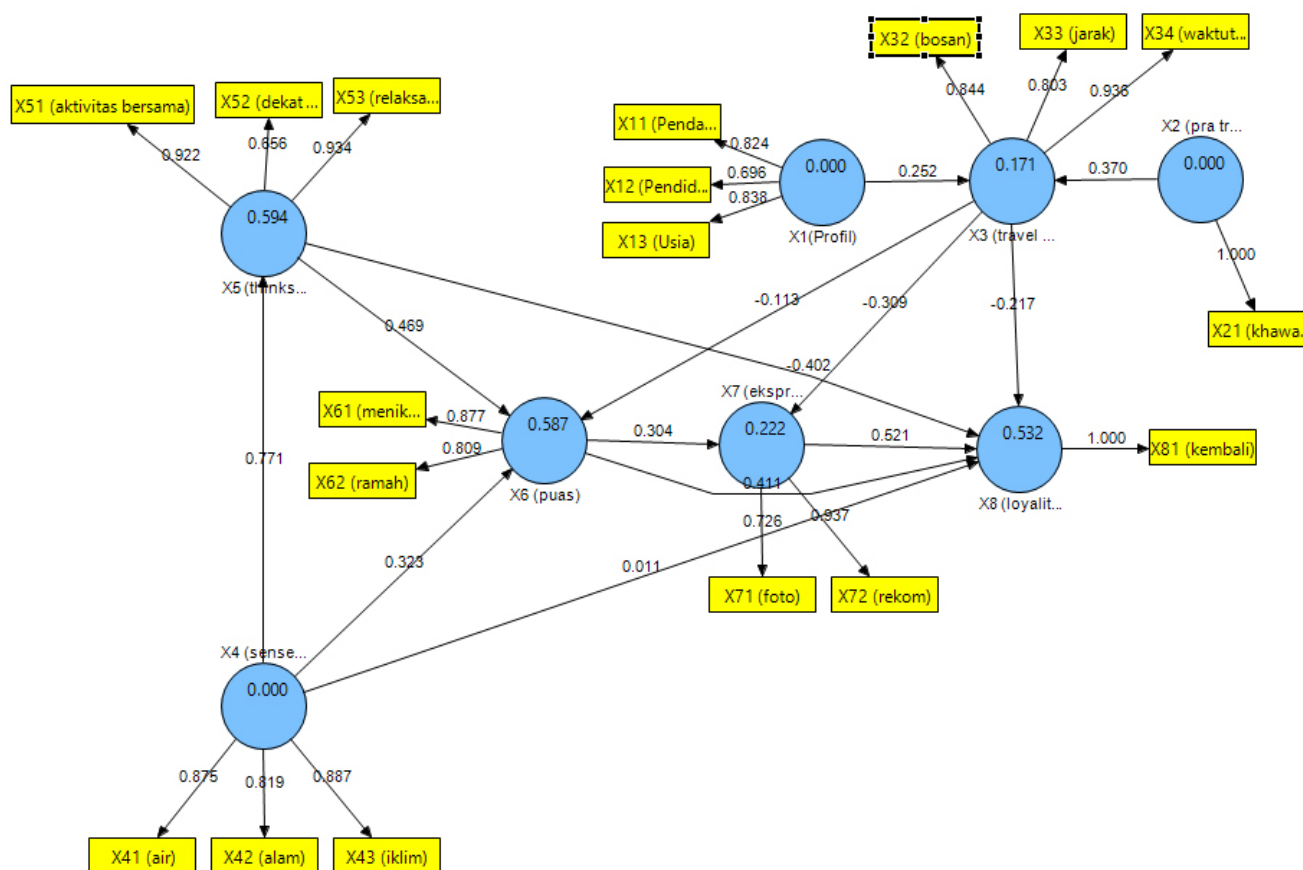 X32 (bosan)
X33 (jarak)
X34 (waktut...
0.844
0.803
0.936
X51 (aktivitas bersama)
X52 (dekat ...
X53 (relaksa...
0.922
0.656
0.934
X11 (Penda...
X12 (Pendid...
X13 (Usia)
0.824
0.696
0.838
0.000
X1(Profil)
0.252
0.171
X3 (travel ...
0.370
X2 (pra tr...
0.000
1.000
X21 (khawa...
0.594
X5 (thinks...
0.469
-0.113
-0.309
-0.217
-0.402
0.771
X61 (menik...
X62 (ramah)
0.877
0.809
0.587
X6 (puas)
0.304
X7 (ekspr...
0.222
0.521
0.532
X8 (loyalit...
1.000
X81 (kembali)
0.411
0.726
0.937
X71 (foto)
X72 (rekom)
0.323
0.011
X4 (sense...
0.000
0.875
0.819
0.887
X41 (air)
X42 (alam)
X43 (iklim)